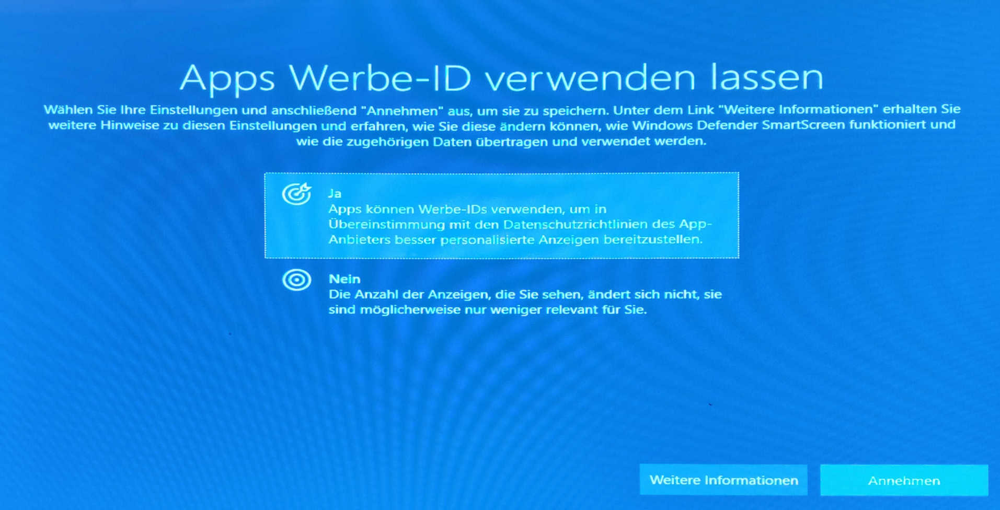 Apps Werbe-ID verwenden lassen
Wählen Sie Ihre Einstellungen und anschließend "Annehmen" aus, um sie zu speichern. Unter dem Link "Weitere Informationen" erhalten Sie
weitere Hinweise zu diesen Einstellungen und erfahren, wie Sie diese ändern können, wie Windows Defender SmartScreen funktioniert und
wie die zugehörigen Daten übertragen und verwendet werden.
Ja
Apps können Werbe-IDs verwenden, um in
Übereinstimmung mit den Datenschutzrichtlinien des App-
Anbieters besser personalisierte Anzeigen bereitzustellen.
Nein
Die Anzahl der Anzeigen, die Sie sehen, ändert sich nicht, sie
sind möglicherweise nur weniger relevant für Sie.
Weitere Informationen
Annehmen